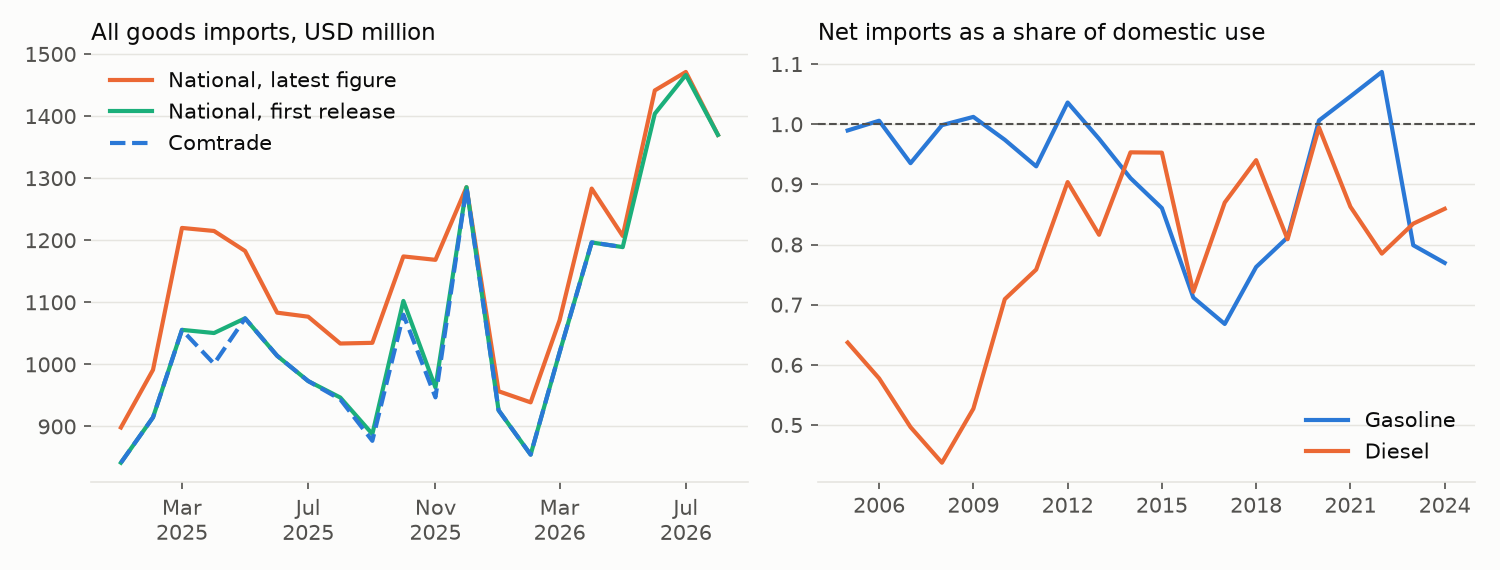 All goods imports, USD million
1500
1400
1300
1200
1100
1000
900
National, latest figure
National, first release
Comtrade
Mar
2025
Jul
2025
Nov
2025
Mar
2026
Jul
2026
Net imports as a share of domestic use
1.1
1.0
0.9
0.8
0.7
0.6
0.5
Gasoline
Diesel
2006
2009
2012
2015
2018
2021
2024